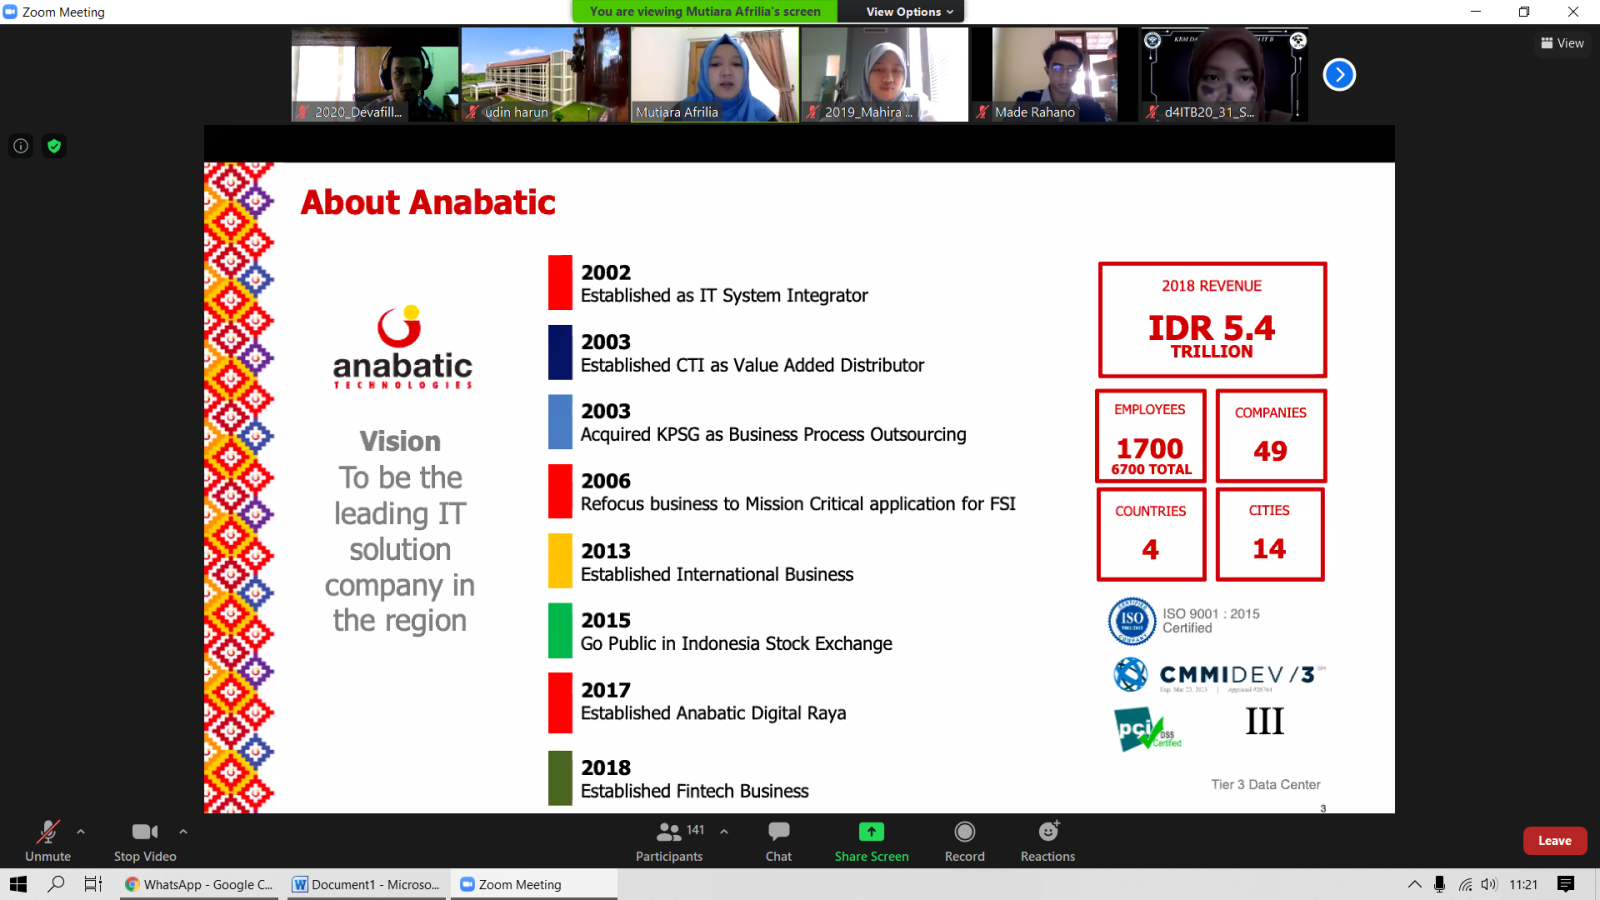 Zoom Meeting
You are viewing Mutiara Afrilia's screen
View Options
View
2020_Devafill...
udin harun
Mutiara Afrilia
2019_Mahira ...
Made Rahano
d4ITB20_31_S...
About Anabatic
anabatic
TECHNOLOGIES
Vision
To be the
leading IT
solution
company in
the region
2002
Established as IT System Integrator
2003
Established CTI as Value Added Distributor
2003
Acquired KPSG as Business Process Outsourcing
2006
Refocus business to Mission Critical application for FSI
2013
Established International Business
2015
Go Public in Indonesia Stock Exchange
2017
Established Anabatic Digital Raya
2018
Established Fintech Business
2018 REVENUE
IDR 5.4
TRILLION
EMPLOYEES
1700
6700 TOTAL
COMPANIES
49
COUNTRIES
4
CITIES
14
ISO
ISO 9001 : 2015
Certified
CMMIDEV/3
pci DSS
Certified
III
Tier 3 Data Center
3
Unmute
Stop Video
141
Participants
Chat
Share Screen
Record
Reactions
Leave
WhatsApp - Google C...
Document1 - Microso...
Zoom Meeting
11:21